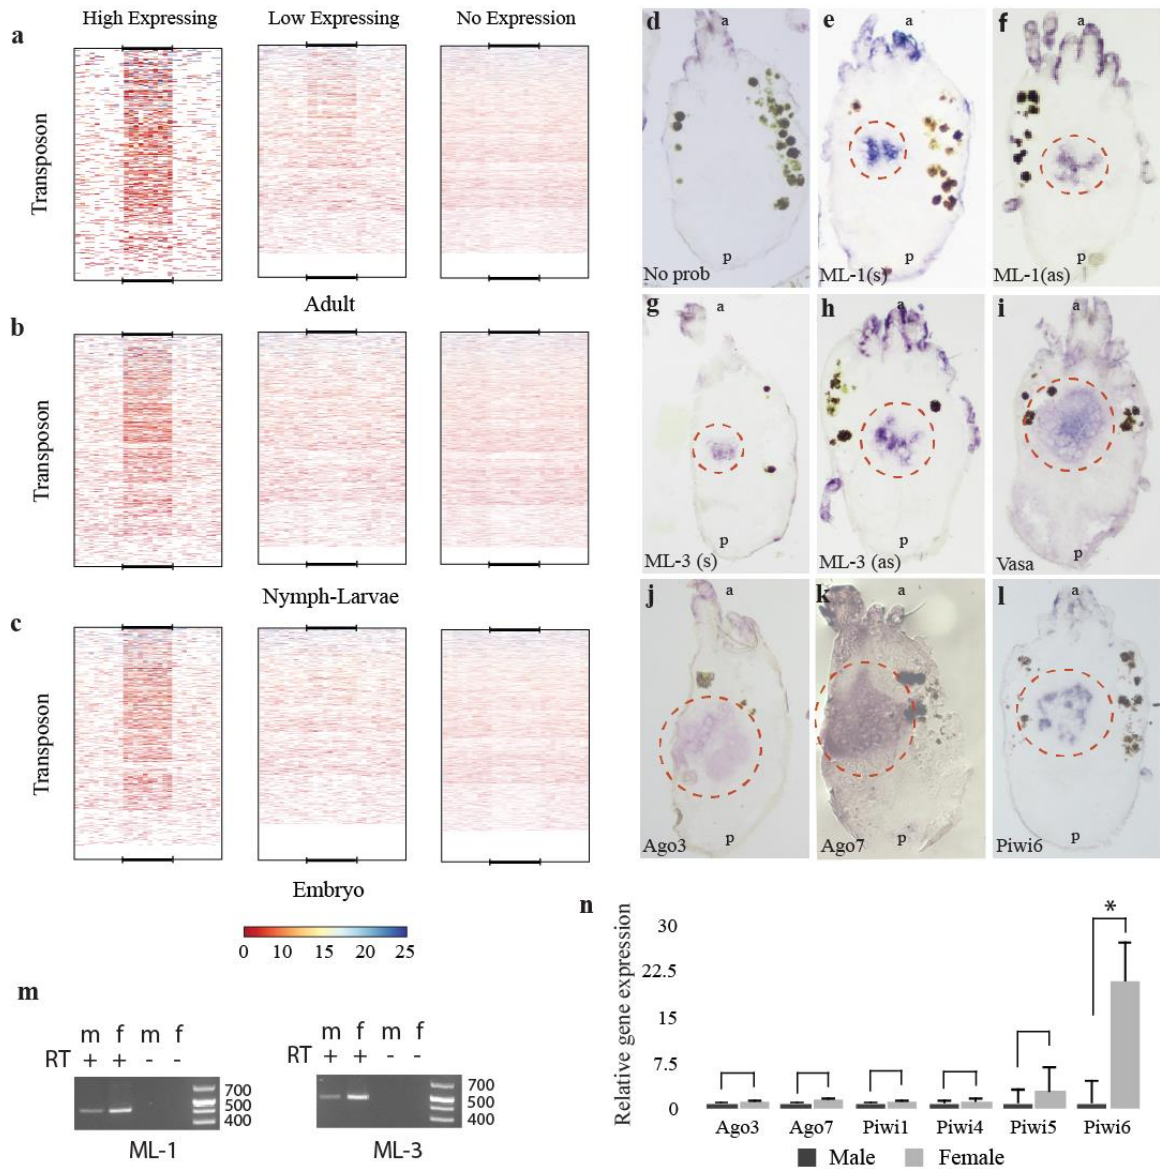 High Expressing Low Expressing No Expression
a
Transposon
Adult
b
Transposon
Nymph-Larvae
c
Transposon
Embryo
0 10 15 20 25
d
a
p
No prob
e
a
p
ML-1(s)
f
a
p
ML-1(as)
g
a
p
ML-3 (s)
h
a
p
ML-3 (as)
i
a
p
Vasa
j
a
Ago3
k
a
p
Ago7
l
a
p
Piwi6
m
m f m f
RT + + - -
700
500
400
ML-1
m f m f
+ + - -
700
500
400
ML-3
n
Relative gene expression
30
22.5
15
7.5
0
*
Ago3 Ago7 Piwi1 Piwi4 Piwi5 Piwi6
Male Female